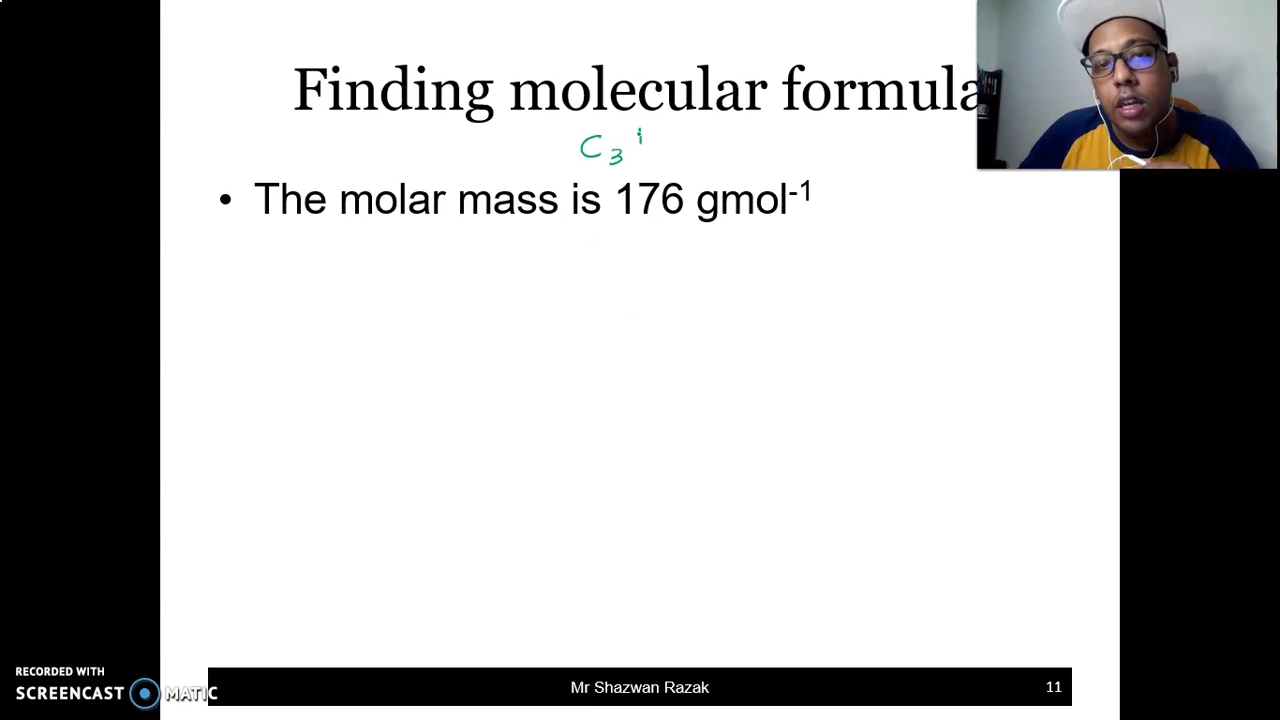 Finding molecular formula
C3
• The molar mass is 176 gmol-1
RECORDED WITH
SCREENCAST MATIC
Mr Shazwan Razak
11